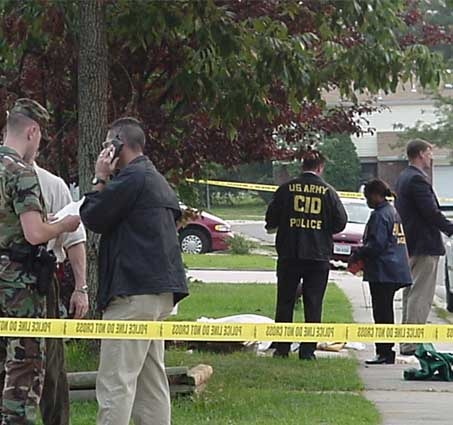 US ARMY
CID
POLICE
POLICE LINE DO NOT CROSS POLICE LINE DO NOT CROSS POLICE LINE DO NOT CROSS POLICE LINE DO NOT CROSS